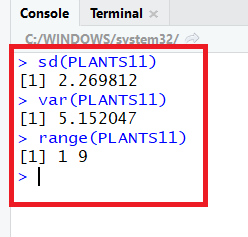 Console Terminal ×
C:/WINDOWS/system32/
> sd(PLANTS11)
[1] 2.269812
> var(PLANTS11)
[1] 5.152047
> range(PLANTS11)
[1] 1 9
>